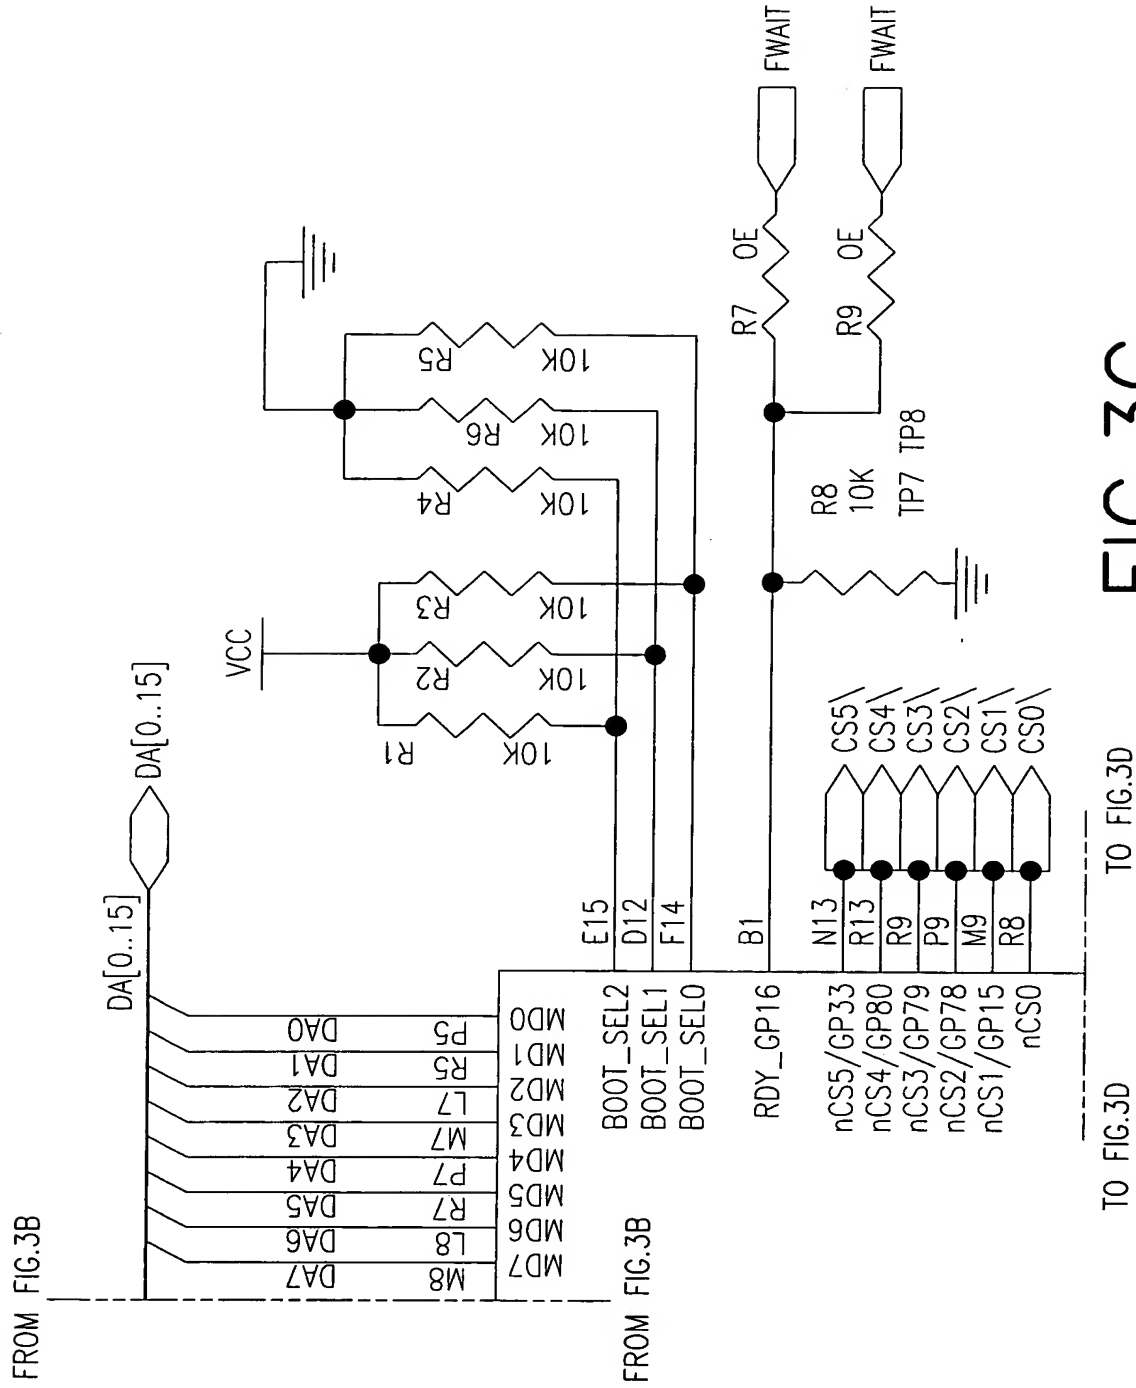 FROM FIG.3B
FROM FIG.3B
DA[0..15]
DA[0..15]
DA7
DA6
DA5
DA4
DA3
DA2
DA1
DA0
M8
L8
R7
P7
M7
L7
R5
P5
MD7
MD6
MD5
MD4
MD3
MD2
MD1
MD0
VCC
R1
10K
R2
10K
R3
10K
R4
10K
R6
10K
R5
10K
BOOT_SEL2
E15
BOOT_SEL1
D12
BOOT_SEL0
F14
RDY_GP16
B1
R8
10K
TP7 TP8
R7
0E
FWAIT
R9
0E
FWAIT
nCS5/GP33
N13
CS5\
nCS4/GP80
R13
CS4\
nCS3/GP79
R9
CS3\
nCS2/GP78
P9
CS2\
nCS1/GP15
M9
CS1\
nCS0
R8
CS0\
TO FIG.3D
TO FIG.3D
FIG.3C